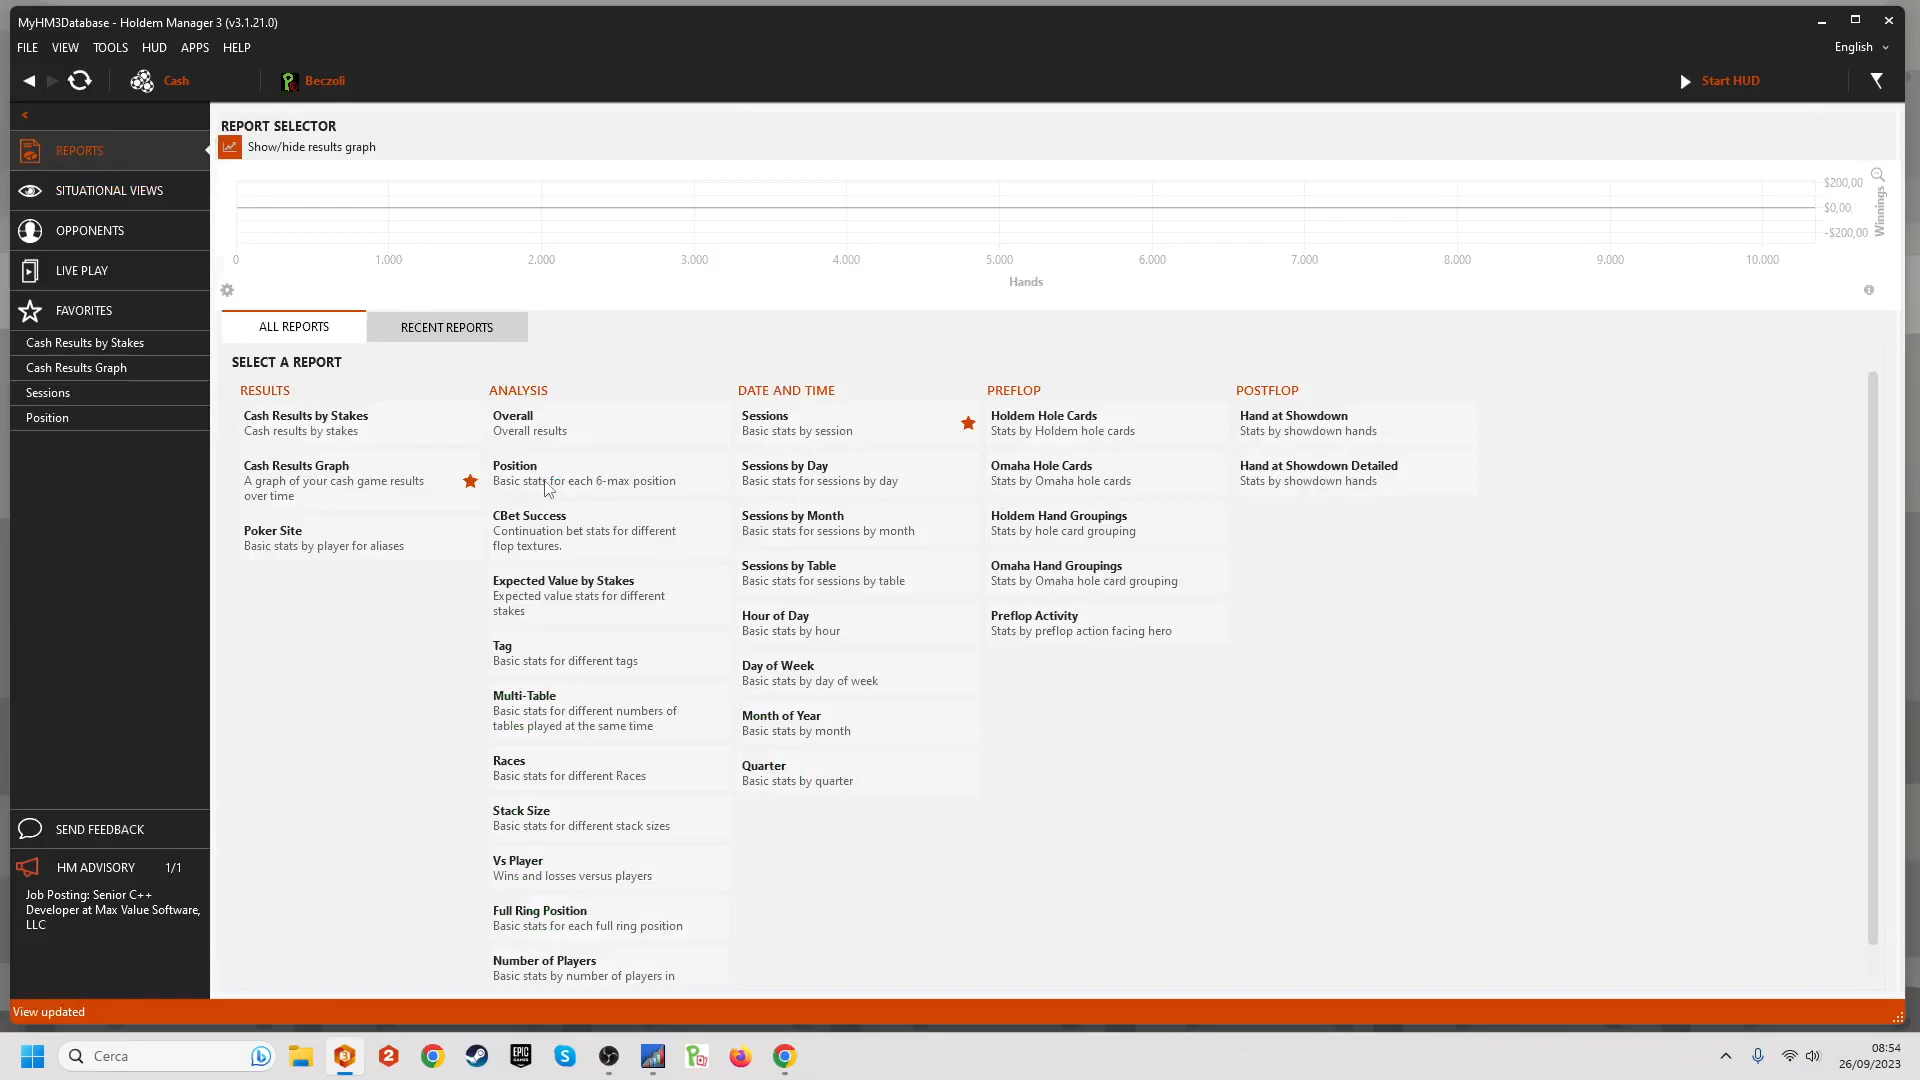 MyHM3Database - Holdem Manager 3 (v3.1.21.0)
FILE VIEW TOOLS HUD APPS HELP
English
Cash
Beczoli
Start HUD
REPORTS
SITUATIONAL VIEWS
OPPONENTS
LIVE PLAY
FAVORITES
Cash Results by Stakes
Cash Results Graph
Sessions
Position
SEND FEEDBACK
HM ADVISORY 1/1
Job Posting: Senior C++
Developer at Max Value Software,
LLC
REPORT SELECTOR
Show/hide results graph
$200,00
$0,00
-$200,00
Winnings
0 1.000 2.000 3.000 4.000 5.000 6.000 7.000 8.000 9.000 10.000
Hands
ALL REPORTS
RECENT REPORTS
SELECT A REPORT
RESULTS
Cash Results by Stakes
Cash results by stakes
Cash Results Graph
A graph of your cash game results
over time
Poker Site
Basic stats by player for aliases
ANALYSIS
Overall
Overall results
Position
Basic stats for each 6-max position
CBet Success
Continuation bet stats for different
flop textures.
Expected Value by Stakes
Expected value stats for different
stakes
Tag
Basic stats for different tags
Multi-Table
Basic stats for different numbers of
tables played at the same time
Races
Basic stats for different Races
Stack Size
Basic stats for different stack sizes
Vs Player
Wins and losses versus players
Full Ring Position
Basic stats for each full ring position
Number of Players
Basic stats by number of players in
DATE AND TIME
Sessions
Basic stats by session
Sessions by Day
Basic stats for sessions by day
Sessions by Month
Basic stats for sessions by month
Sessions by Table
Basic stats for sessions by table
Hour of Day
Basic stats by hour
Day of Week
Basic stats by day of week
Month of Year
Basic stats by month
Quarter
Basic stats by quarter
PREFLOP
Holdem Hole Cards
Stats by Holdem hole cards
Omaha Hole Cards
Stats by Omaha hole cards
Holdem Hand Groupings
Stats by hole card grouping
Omaha Hand Groupings
Stats by Omaha hole card grouping
Preflop Activity
Stats by preflop action facing hero
POSTFLOP
Hand at Showdown
Stats by showdown hands
Hand at Showdown Detailed
Stats by showdown hands
View updated
Cerca
3
2
EPIC
GAMES
08:54
26/09/2023